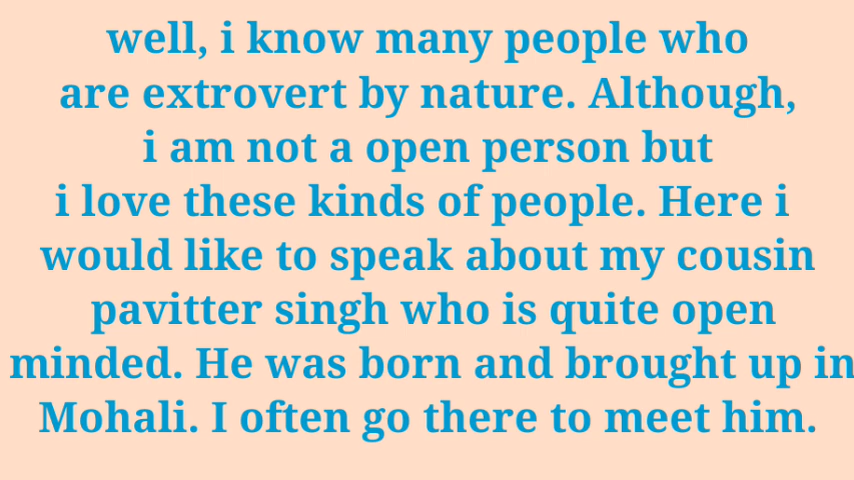 well, i know many people who
are extrovert by nature. Although,
i am not a open person but
i love these kinds of people. Here i
would like to speak about my cousin
pavitter singh who is quite open
minded. He was born and brought up in
Mohali. I often go there to meet him.